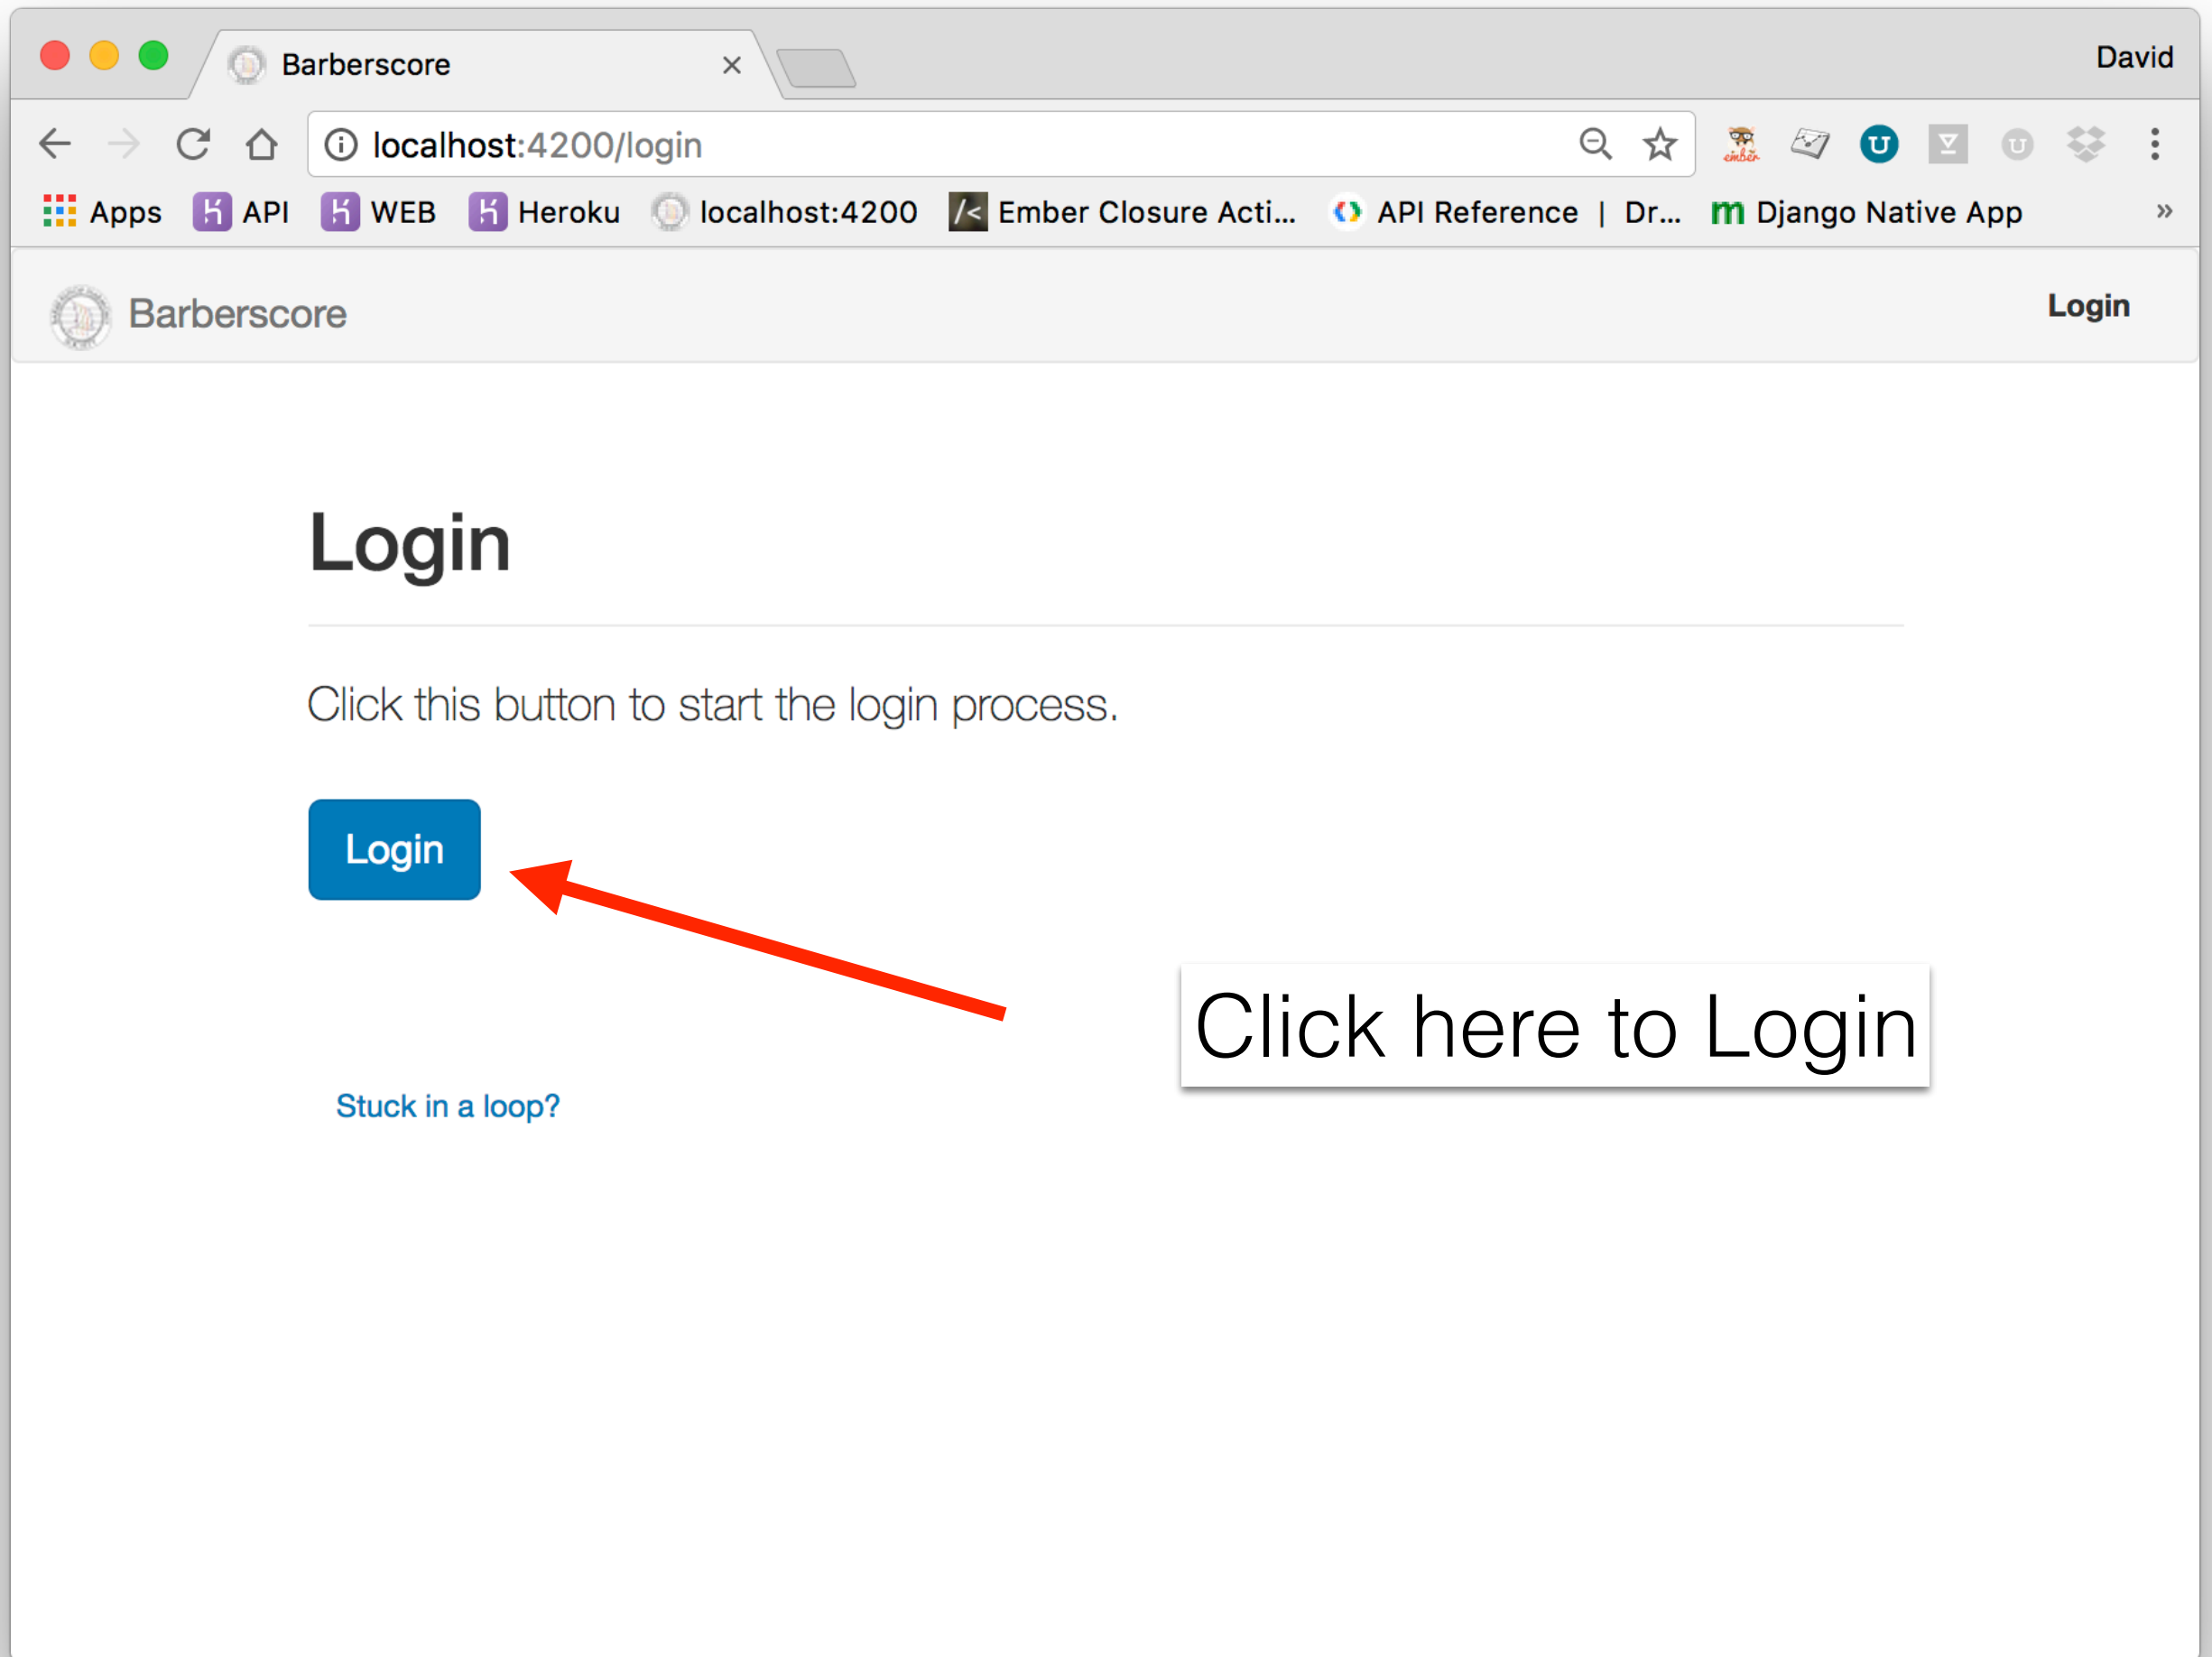 Barberscore
David
localhost:4200/login
ember
Apps API WEB Heroku localhost:4200 Ember Closure Acti... API Reference | Dr... Django Native App »
Barberscore
Login
Login
Click this button to start the login process.
Login
Click here to Login
Stuck in a loop?